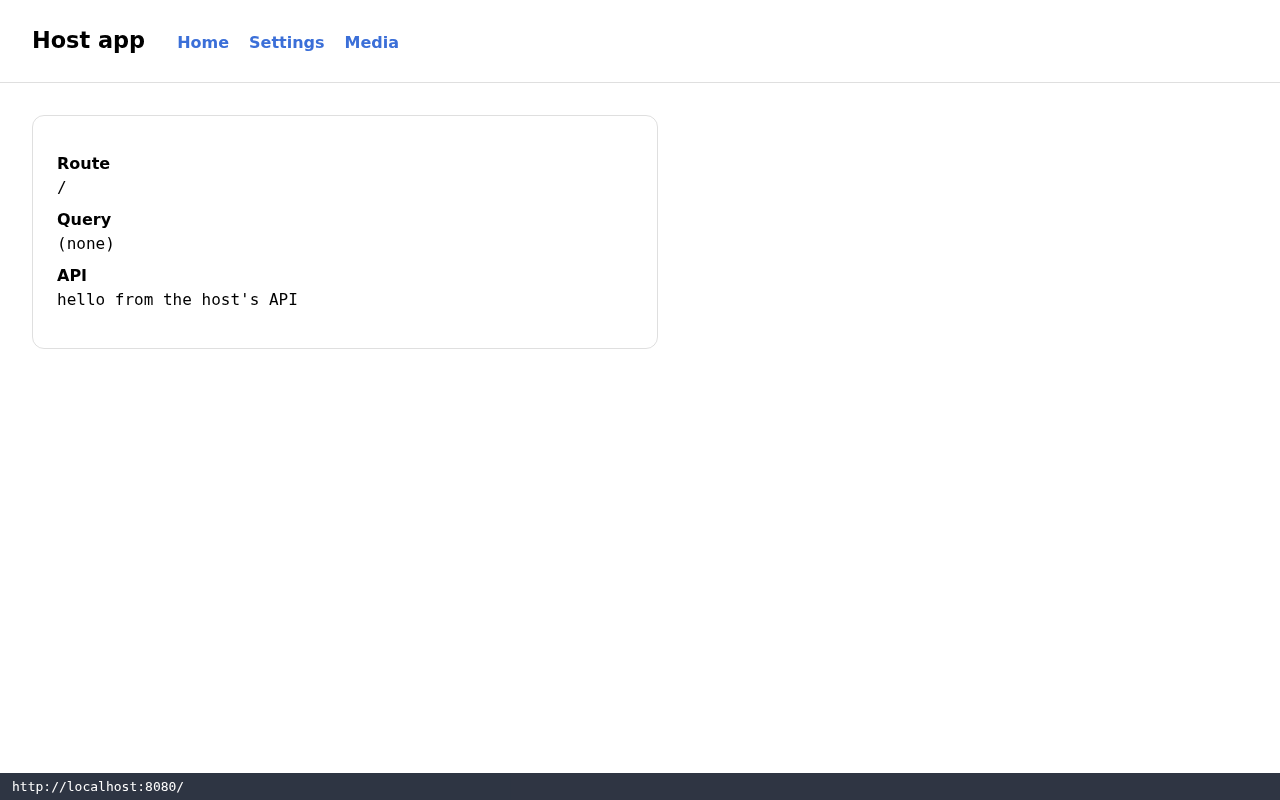 Host app Home Settings Media
Route
/
Query
(none)
API
hello from the host's API
http://localhost:8080/